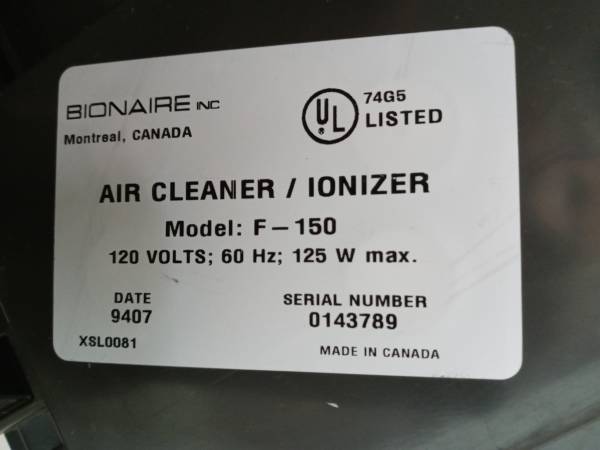 BIONAIRE INC
Montreal, CANADA
UL
74G5
LISTED
AIR CLEANER / IONIZER
Model: F-150
120 VOLTS; 60 Hz; 125 W max.
DATE
9407
SERIAL NUMBER
0143789
XSL0081
MADE IN CANADA